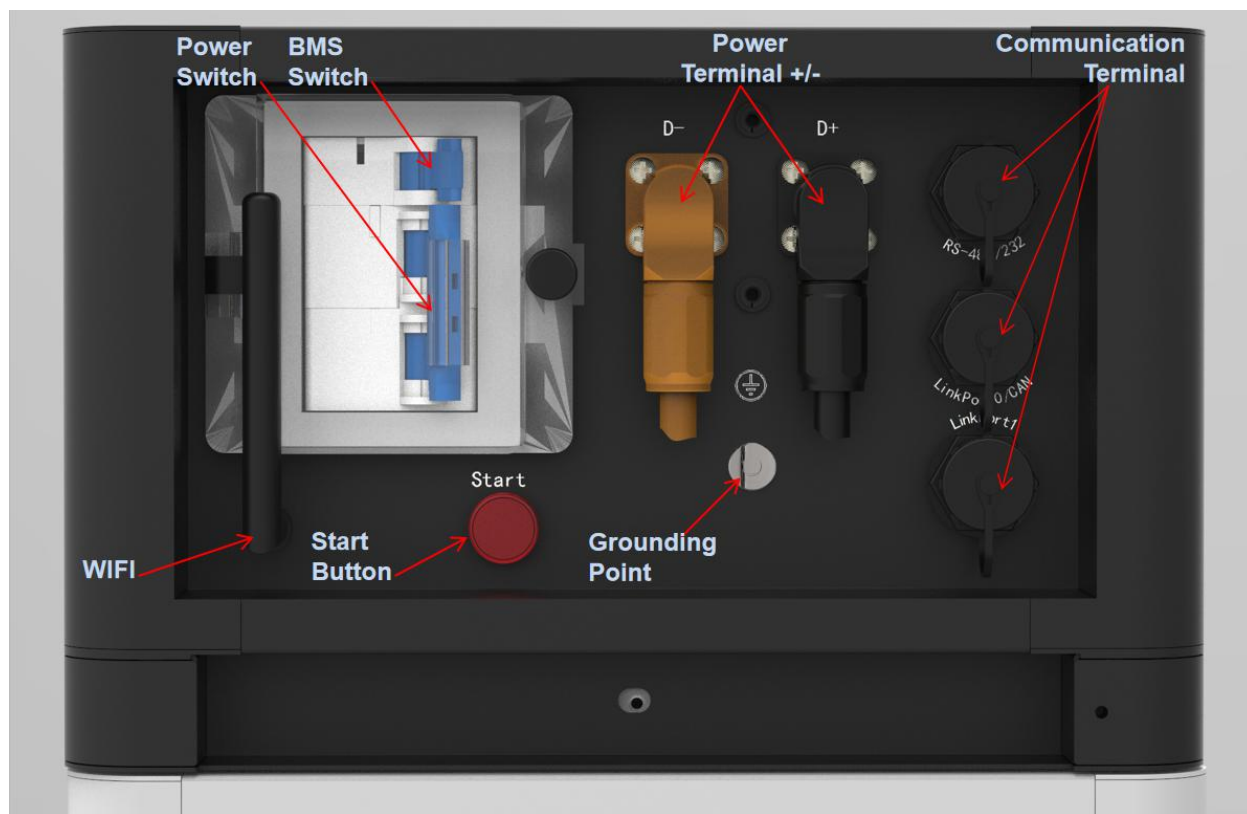 Power
Switch
BMS
Switch
Power
Terminal +/-
Communication
Terminal
D-
D+
Start
WIFI
Start
Button
Grounding
Point